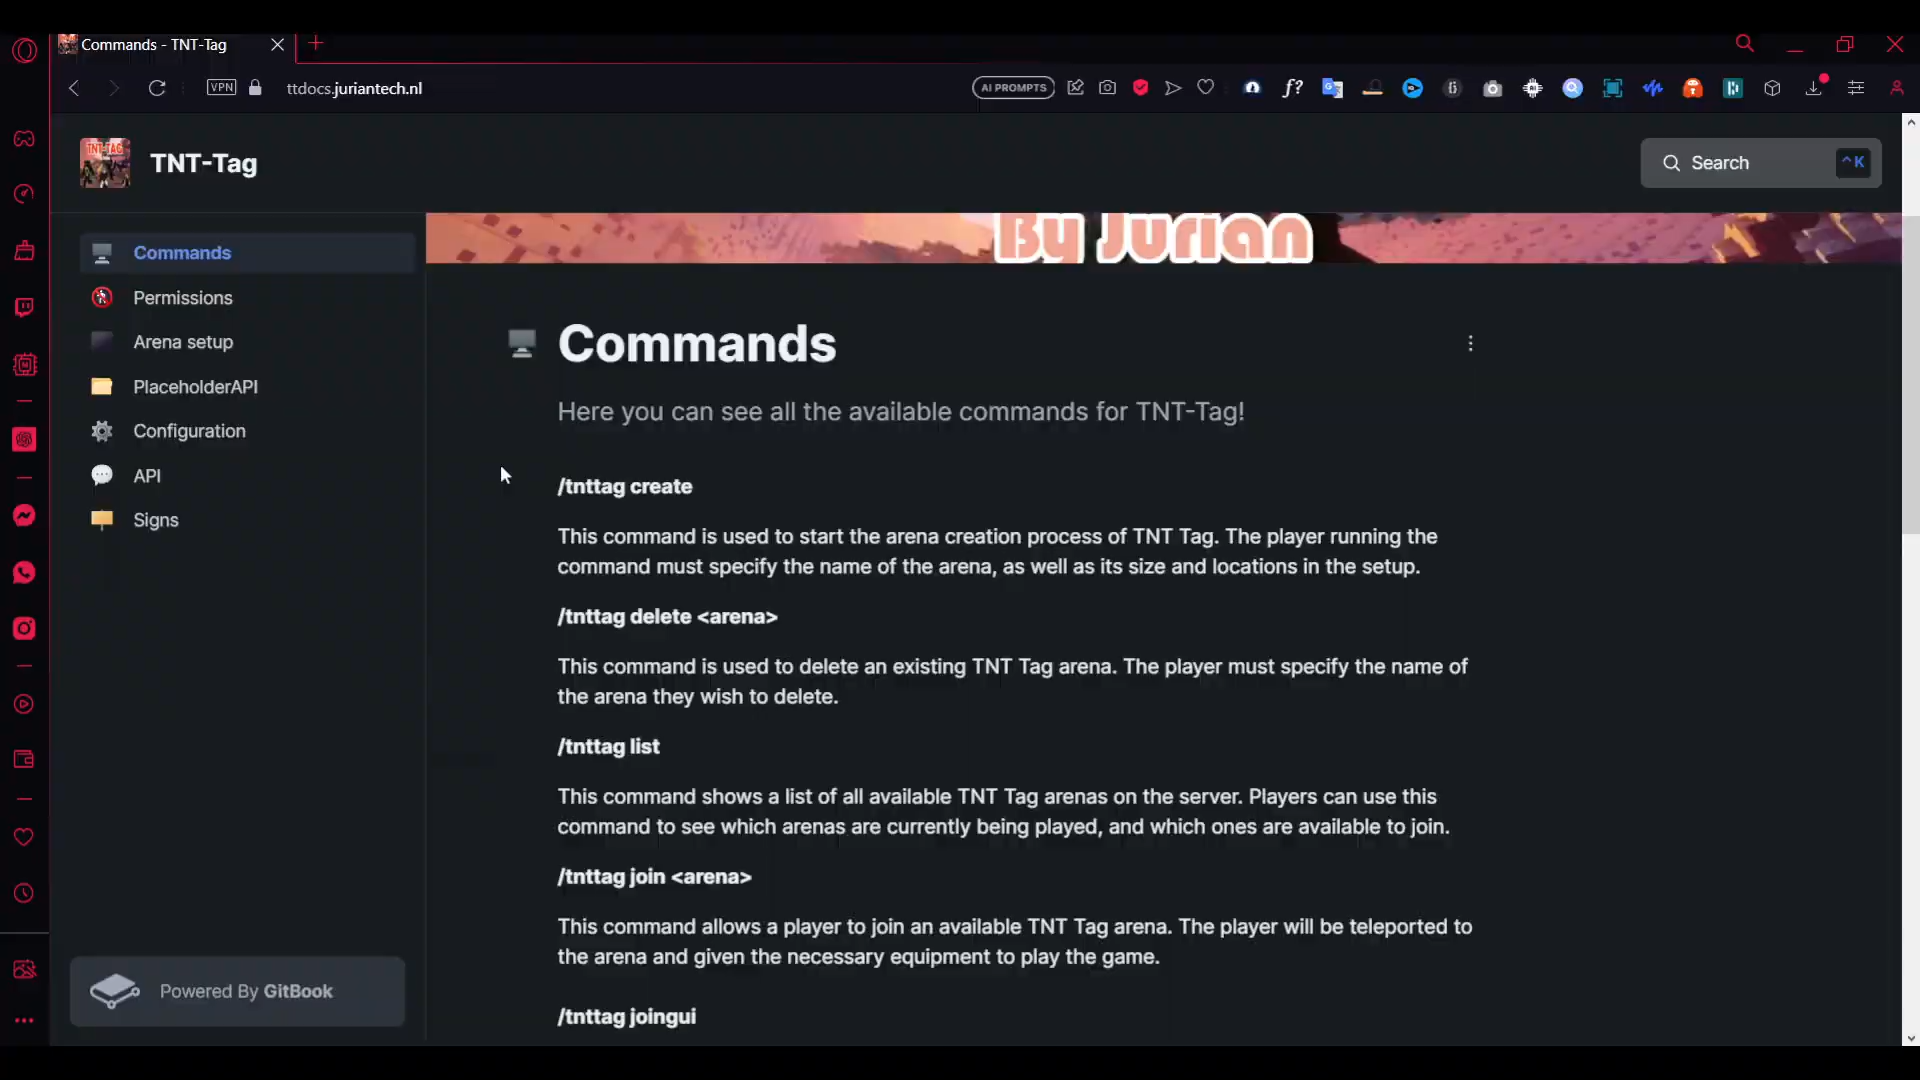 Commands - TNT-Tag
VPN
ttdocs.juriantech.nl
AI PROMPTS
TNT-TAG
TNT-Tag
Search
^K
By Jurian
Commands
Permissions
Arena setup
PlaceholderAPI
Configuration
API
Signs
Powered By GitBook
Commands
Here you can see all the available commands for TNT-Tag!
/tnttag create
This command is used to start the arena creation process of TNT Tag. The player running the
command must specify the name of the arena, as well as its size and locations in the setup.
/tnttag delete <arena>
This command is used to delete an existing TNT Tag arena. The player must specify the name of
the arena they wish to delete.
/tnttag list
This command shows a list of all available TNT Tag arenas on the server. Players can use this
command to see which arenas are currently being played, and which ones are available to join.
/tnttag join <arena>
This command allows a player to join an available TNT Tag arena. The player will be teleported to
the arena and given the necessary equipment to play the game.
/tnttag joingui